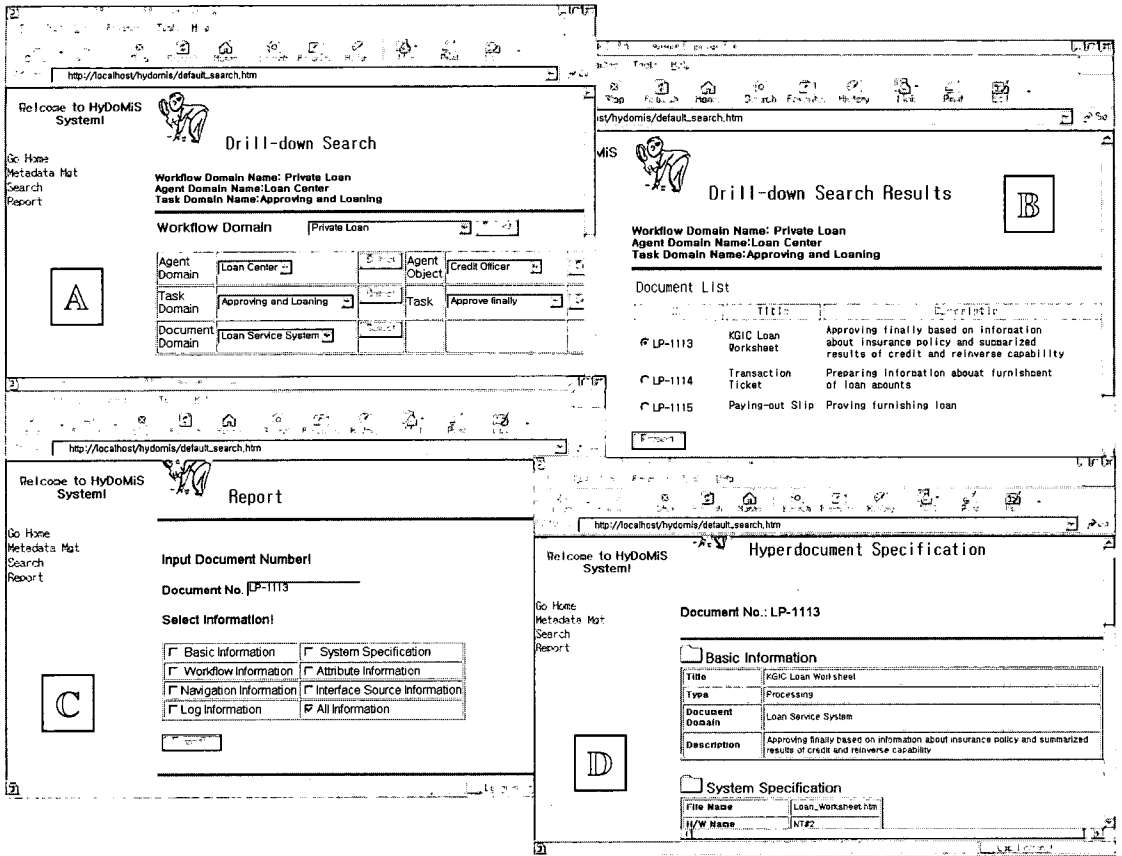 http://localhost/hydomis/default_search.htm
Welcome to HyDoMiS
System!
Go Home
Metadata Mgt
Search
Report
Drill-down Search
Workflow Domain Name: Private Loan
Agent Domain Name:Loan Center
Task Domain Name:Approving and Loaning
Workflow Domain Private Loan
Agent Domain Loan Center Agent Object Credit Officer
Task Domain Approving and Loaning Task Approve finally
Document Domain Loan Service System
A
Home Search History Print
st/hydomis/default_search.htm
MiS
Drill-down Search Results
B
Workflow Domain Name: Private Loan
Agent Domain Name:Loan Center
Task Domain Name:Approving and Loaning
Document List
Title
LP-1113 KGIC Loan Worksheet Approving finally based on information about insurance policy and summarized results of credit and reinverse capability
LP-1114 Transaction Ticket Preparing Information abouat furnishment of loan amounts
LP-1115 Paying-out Slip Proving furnishing loan
http://localhost/hydomis/default_search.htm
Welcome to HyDoMiS
System!
Go Home
Metadata Mgt
Search
Report
Report
Input Document Number!
Document No. LP-1113
Select Information!
Basic Information System Specification
Workflow Information Attribute Information
Navigation Information Interface Source Information
Log Information All Information
C
http://localhost/hydomis/default_search.htm
Welcome to HyDoMiS
System!
Go Home
Metadata Mgt
Search
Report
Hyperdocument Specification
Document No.: LP-1113
Basic Information
Title KGIC Loan Worksheet
Type Processing
Document Domain Loan Service System
Description Approving finally based on information about insurance policy and summarized results of credit and reinverse capability
System Specification
File Name Loan_Worksheet.htm
H/W Name NT#2
D